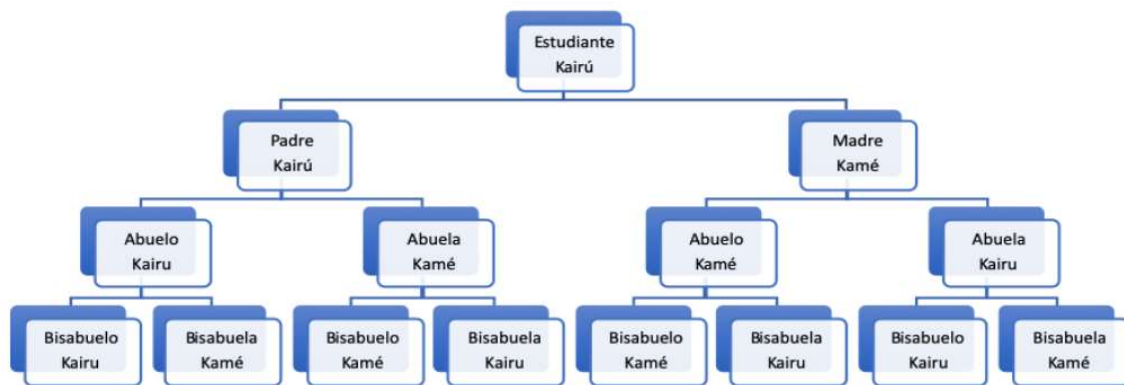 Estudiante
Kairú
Padre
Kairú
Madre
Kamé
Abuelo
Kairu
Abuela
Kamé
Abuelo
Kamé
Abuela
Kairu
Bisabuelo
Kairu
Bisabuela
Kamé
Bisabuelo
Kamé
Bisabuela
Kairu
Bisabuelo
Kamé
Bisabuela
Kairu
Bisabuelo
Kairu
Bisabuela
Kamé